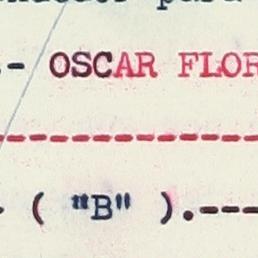 - OSCAR FLOR
( "B" ).---